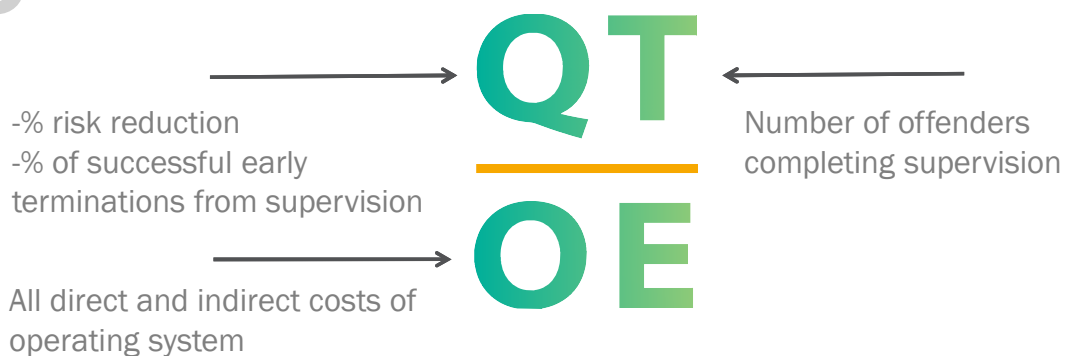 QT
-% risk reduction
-% of successful early
terminations from supervision
Number of offenders
completing supervision
OE
All direct and indirect costs of
operating system